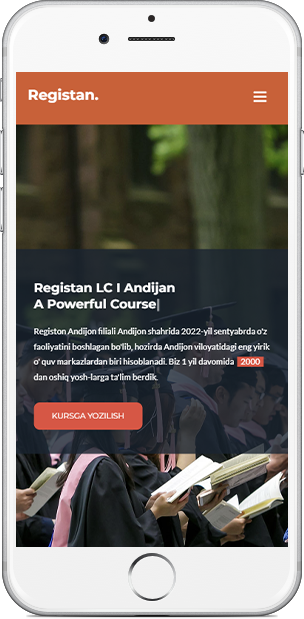 Registan.
Registan LC I Andijan
A Powerful Course|
Registon Andijon filiali Andijon shahrida 2022-yil sentyabrda o'z
faoliyatini boshlagan bo'lib, hozirda Andijon viloyatidagi eng yirik
o' quv markazlardan biri hisoblanadi. Biz 1 yil davomida 2000
dan oshiq yosh-larga ta'lim berdik.
KURSGA YOZILISH